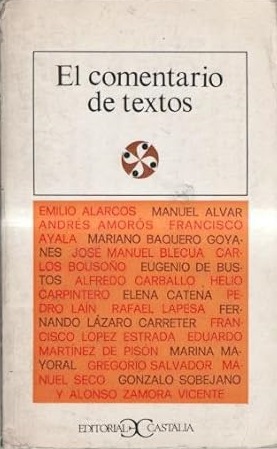 El comentario
de textos
EMILIO ALARCOS MANUEL ALVAR
ANDRES AMORÓS FRANCISCO
AYALA MARIANO BAQUERO GOYA-
NES JOSÉ MANUEL BLECUA CAR-
LOS BOUSOÑO EUGENIO DE BUS-
TOS ALFREDO CARBALLO HELIO
CARPINTERO ELENA CATENA PE-
DRO LAÍN RAFAEL LAPESA FER-
NANDO LÁZARO CARRETER FRAN-
CISCO LÓPEZ ESTRADA EDUARDO
MARTÍNEZ DE PISÓN MARINA MA-
YORAL GREGORIO SALVADOR MA-
NUEL SECO GONZALO SOBEJANO
Y ALONSO ZAMORA VICENTE
EDITORIAL CASTALIA